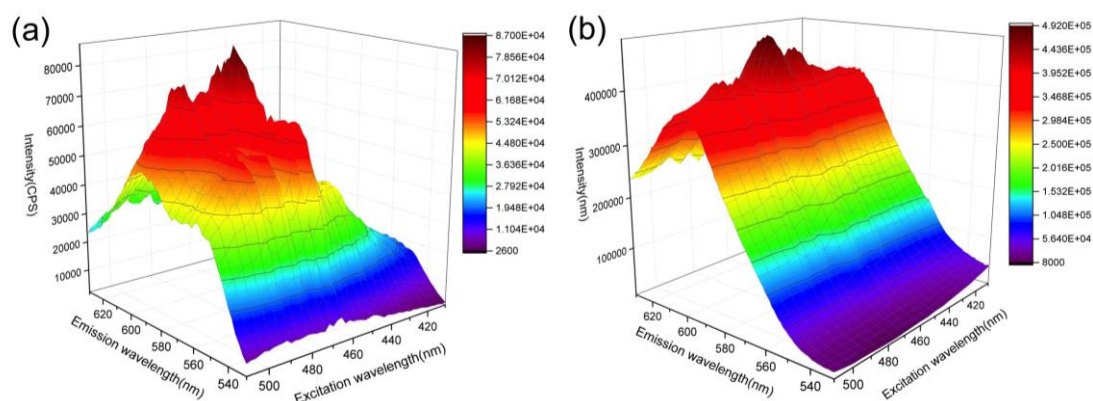 (a)
80000
70000
60000
50000
40000
30000
20000
10000
Intensity(CPS)
620
600
580
560
540
Emission wavelength(nm)
500
480
460
440
420
Excitation wavelength(nm)
8.700E+04
7.856E+04
7.012E+04
6.168E+04
5.324E+04
4.480E+04
3.636E+04
2.792E+04
1.948E+04
1.104E+04
2600
(b)
400000
300000
200000
100000
Intensity(nm)
620
600
580
560
540
Emission wavelength(nm)
500
480
460
440
420
Excitation wavelength(nm)
4.920E+05
4.436E+05
3.952E+05
3.468E+05
2.984E+05
2.500E+05
2.016E+05
1.532E+05
1.048E+05
5.640E+04
8000